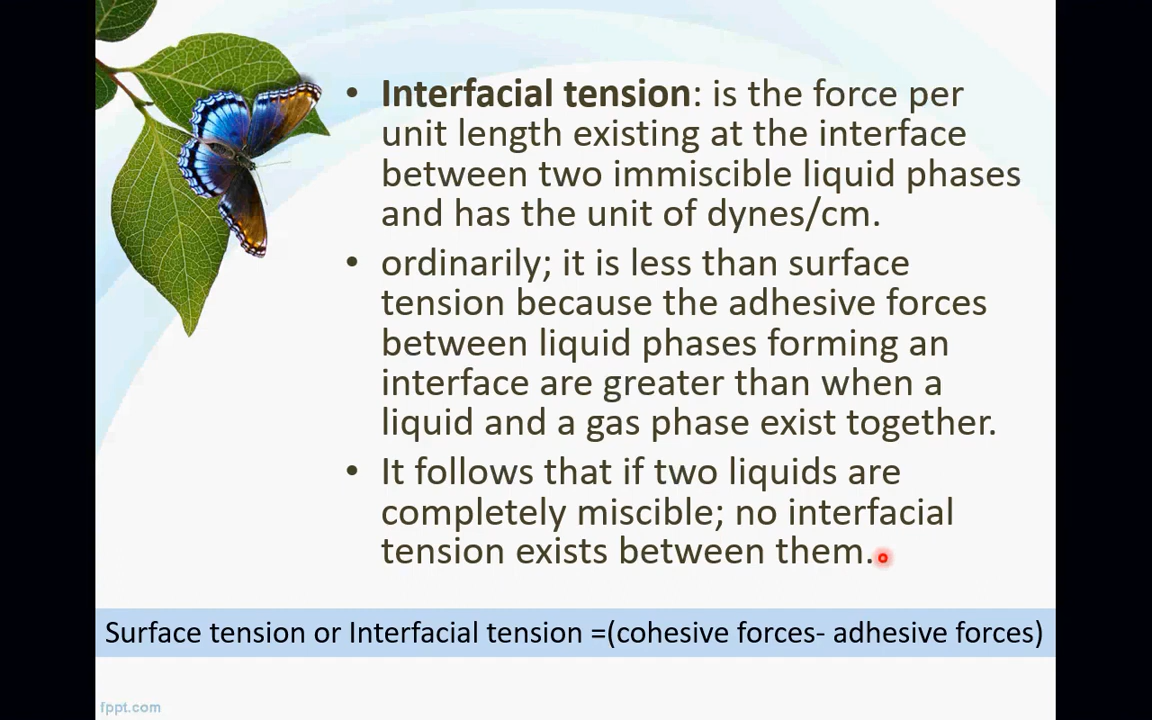 • Interfacial tension: is the force per
unit length existing at the interface
between two immiscible liquid phases
and has the unit of dynes/cm.
• ordinarily; it is less than surface
tension because the adhesive forces
between liquid phases forming an
interface are greater than when a
liquid and a gas phase exist together.
• It follows that if two liquids are
completely miscible; no interfacial
tension exists between them.
Surface tension or Interfacial tension =(cohesive forces- adhesive forces)
fppt.com